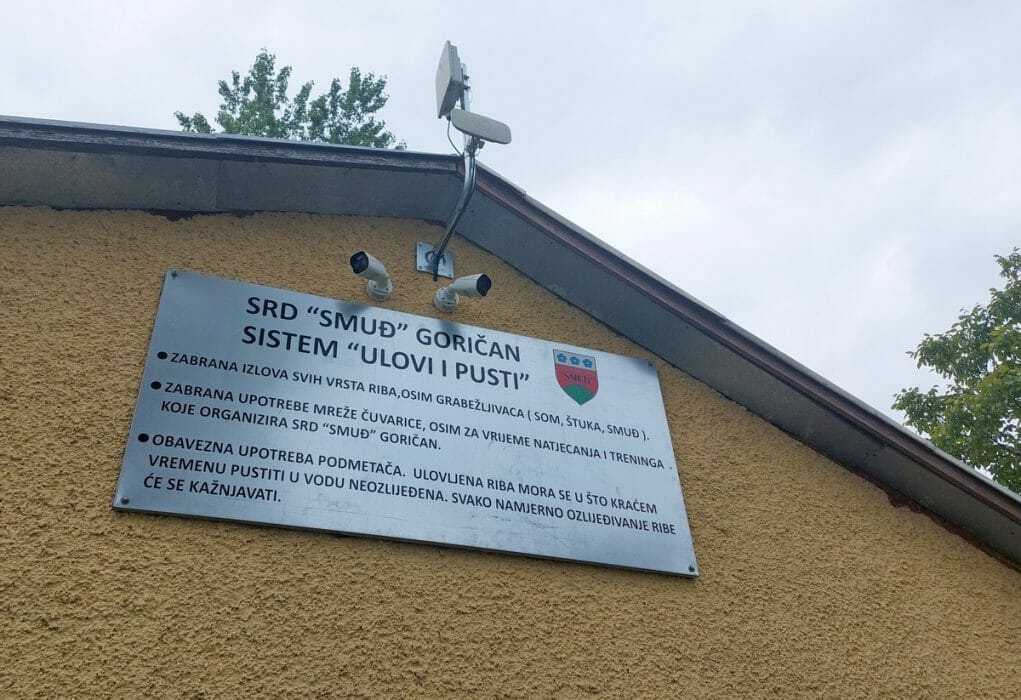 SRD “SMUĐ” GORIČAN
SISTEM “ULOVI I PUSTI”
“SMUĐ”
● ZABRANA IZLOVA SVIH VRSTA RIBA,OSIM GRABEŽLJIVACA ( SOM, ŠTUKA, SMUĐ ).
● ZABRANA UPOTREBE MREŽE ČUVARICE, OSIM ZA VRIJEME NATJECANJA I TRENINGA
KOJE ORGANIZIRA SRD “SMUĐ” GORIČAN.
● OBAVEZNA UPOTREBA PODMETAČA. ULOVLJENA RIBA MORA SE U ŠTO KRAĆEM
VREMENU PUSTITI U VODU NEOZLIJEĐENA. SVAKO NAMJERNO OZLIJEĐIVANJE RIBE
ĆE SE KAŽNJAVATI.